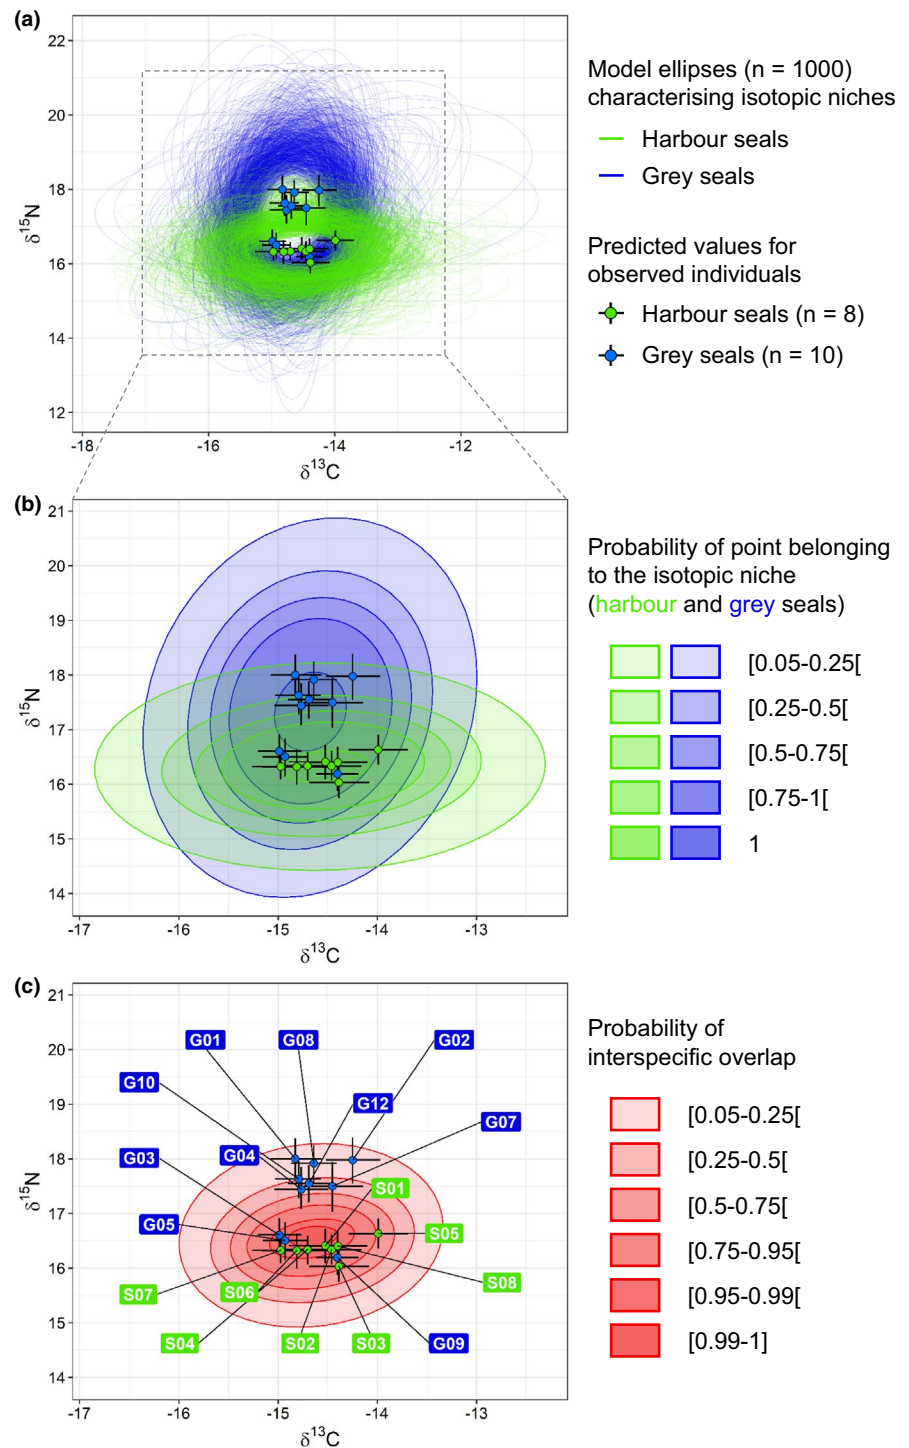 (a)
22
20
18
16
14
12
δ15N
-18
-16
-14
-12
δ13C
Model ellipses (n = 1000)
characterising isotopic niches
Harbour seals
Grey seals
Predicted values for
observed individuals
Harbour seals (n = 8)
Grey seals (n = 10)
(b)
21
20
19
18
17
16
15
14
δ15N
-17
-16
-15
-14
-13
δ13C
Probability of point belonging
to the isotopic niche
(harbour and grey seals)
[0.05-0.25[
[0.25-0.5[
[0.5-0.75[
[0.75-1[
1
(c)
21
20
19
18
17
16
15
14
δ15N
G01
G08
G02
G10
G12
G07
G03
G04
S01
G05
S05
S07
S06
S08
S04
S02
S03
G09
-17
-16
-15
-14
-13
δ13C
Probability of
interspecific overlap
[0.05-0.25[
[0.25-0.5[
[0.5-0.75[
[0.75-0.95[
[0.95-0.99[
[0.99-1]